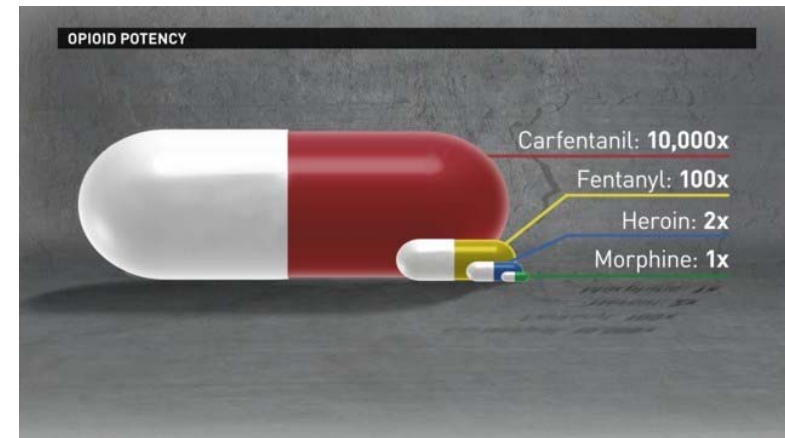 OPIOID POTENCY
Carfentanil: 10,000x
Fentanyl: 100x
Heroin: 2x
Morphine: 1x